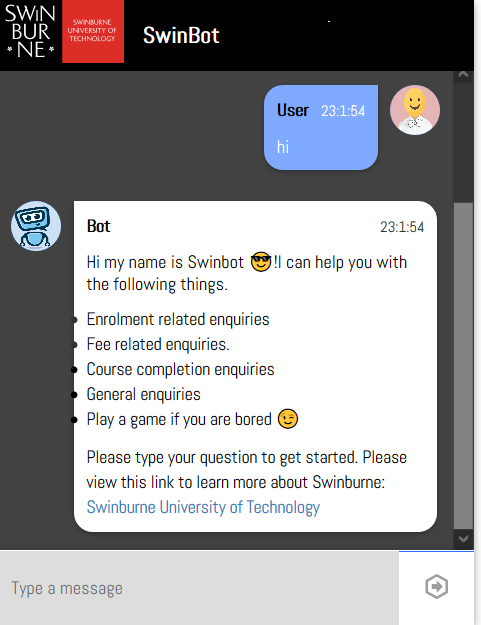 SWIN
BUR
* NE *
SWINBURNE
UNIVERSITY OF
TECHNOLOGY
SwinBot
User 23:1:54
hi
Bot 23:1:54
Hi my name is Swinbot 😎!I can help you with
the following things.
• Enrolment related enquiries
• Fee related enquiries.
• Course completion enquiries
• General enquiries
• Play a game if you are bored 😉
Please type your question to get started. Please
view this link to learn more about Swinburne:
Swinburne University of Technology
Type a message